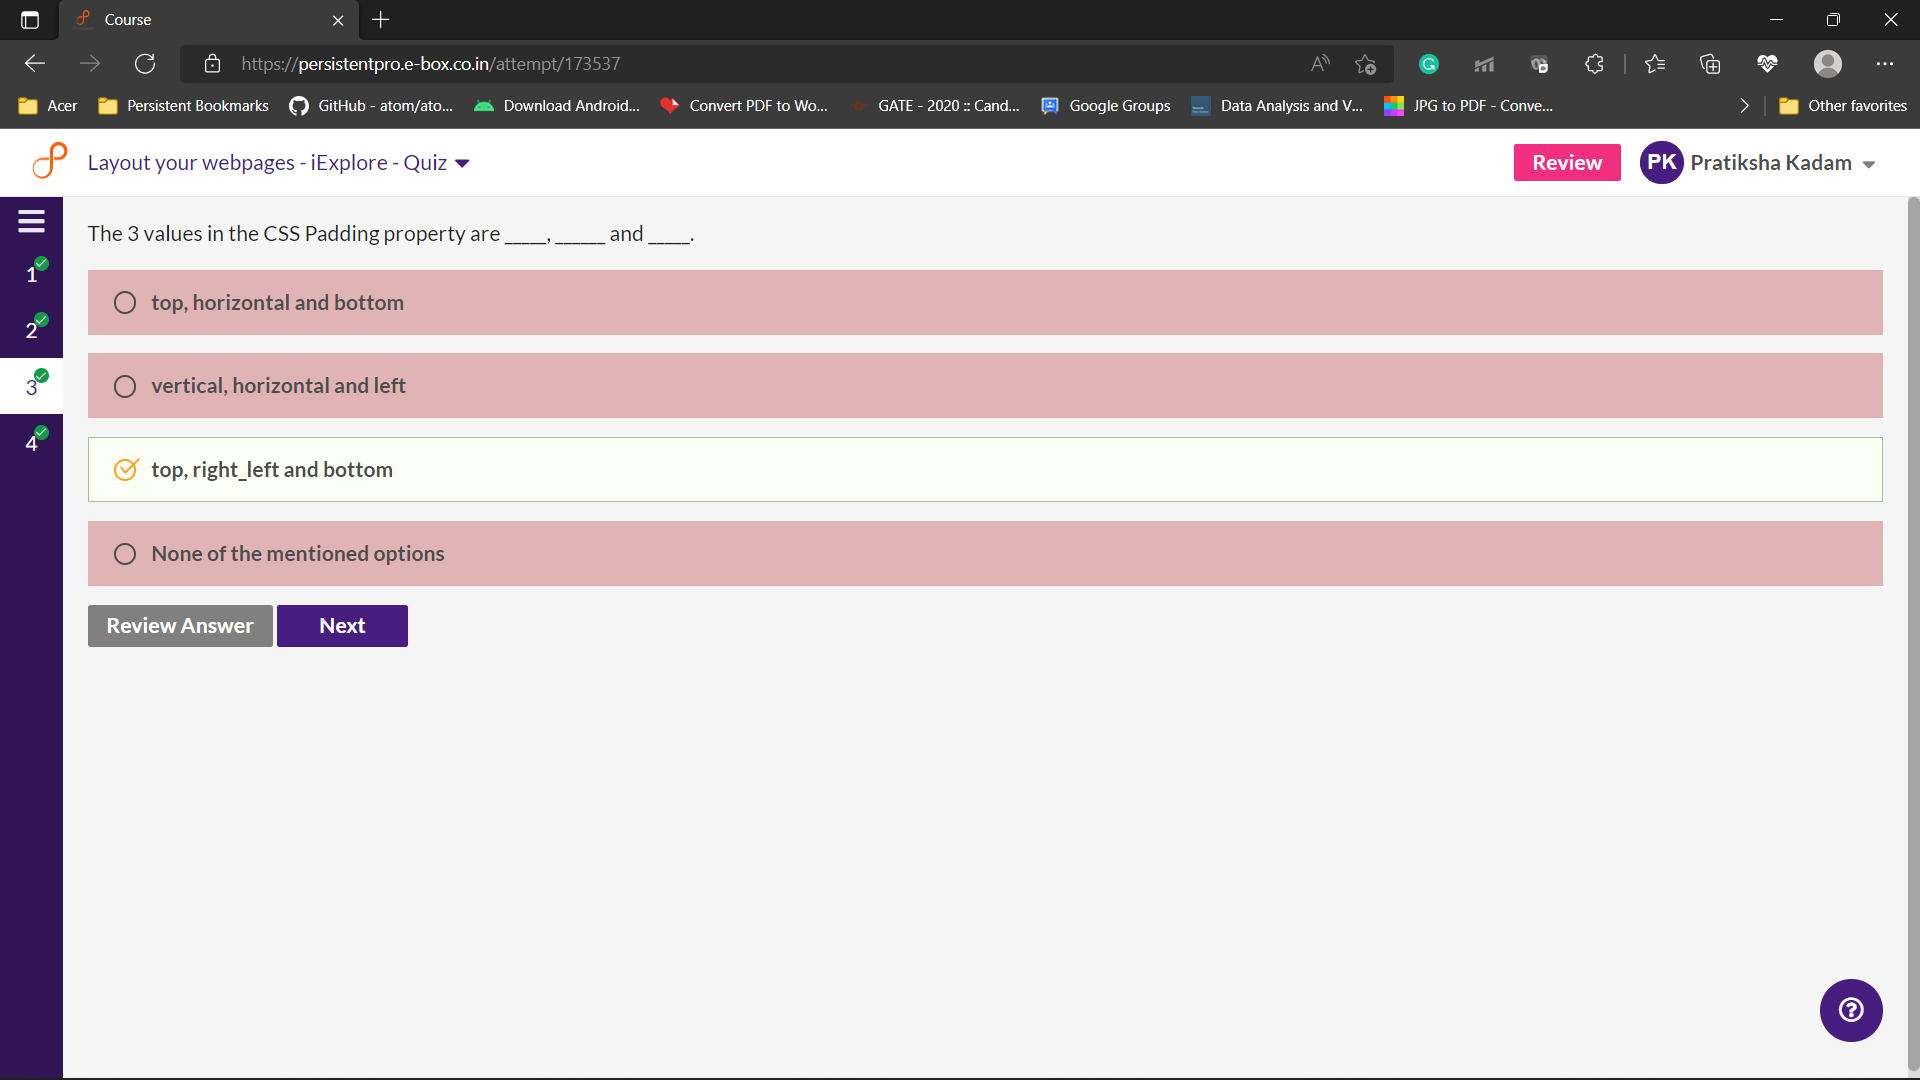 Course
https://persistentpro.e-box.co.in/attempt/173537
Acer
Persistent Bookmarks
GitHub - atom/ato...
Download Android...
Convert PDF to Wo...
GATE - 2020 :: Cand...
Google Groups
Data Analysis and V...
JPG to PDF - Conve...
Other favorites
Layout your webpages - iExplore - Quiz
Review
PK
Pratiksha Kadam
The 3 values in the CSS Padding property are _____, ______ and _____.
1
2
3
4
top, horizontal and bottom
vertical, horizontal and left
top, right_left and bottom
None of the mentioned options
Review Answer
Next